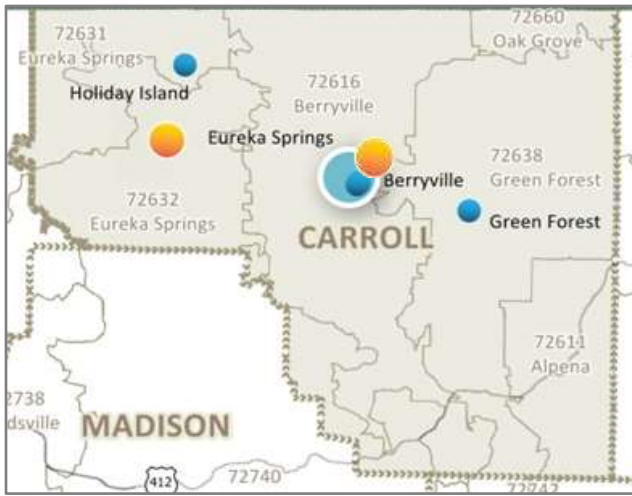 72660
Oak Grove
72631
Eureka Springs
Holiday Island
72616
Berryville
Eureka Springs
72638
Green Forest
Berryville
72632
Eureka Springs
Green Forest
CARROLL
72611
Alpena
MADISON
412
72740